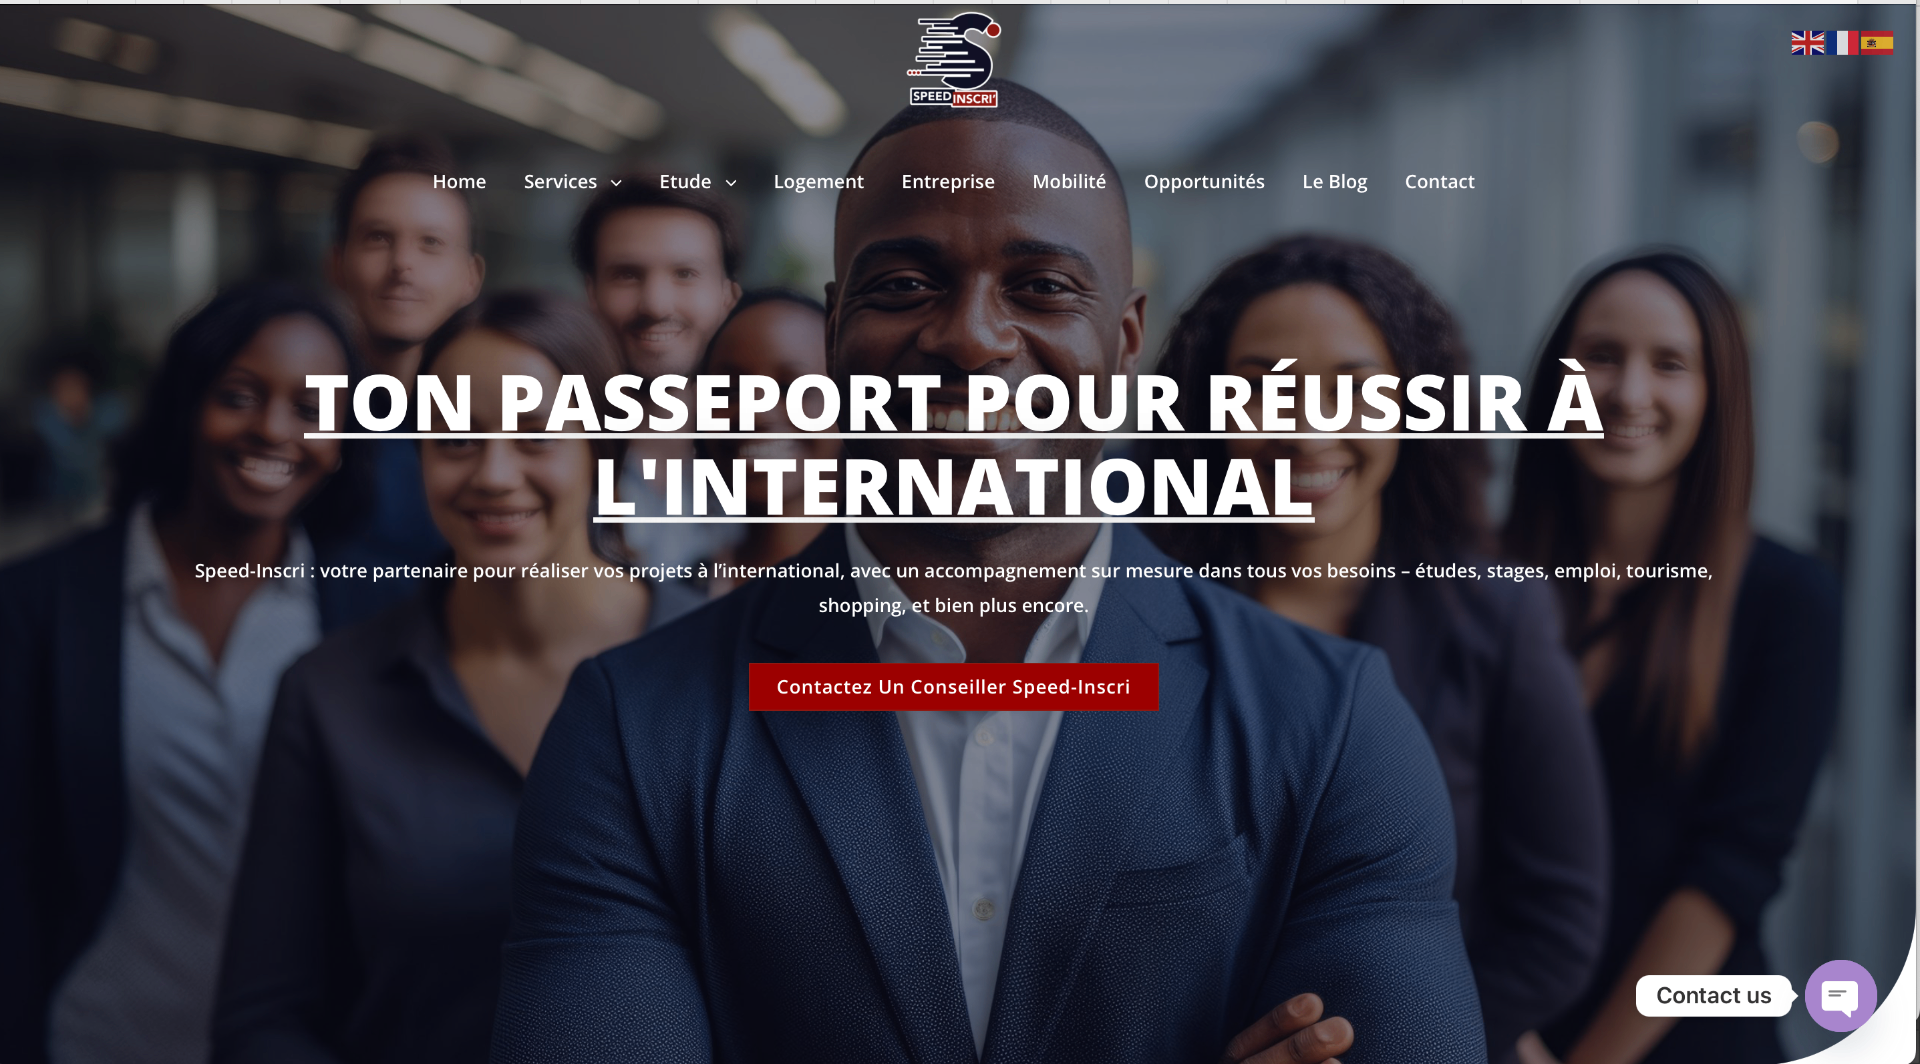 SPEED INSCRI'
Home Services Etude Logement Entreprise Mobilité Opportunités Le Blog Contact
TON PASSEPORT POUR RÉUSSIR À
L'INTERNATIONAL
Speed-Inscri : votre partenaire pour réaliser vos projets à l’international, avec un accompagnement sur mesure dans tous vos besoins – études, stages, emploi, tourisme,
shopping, et bien plus encore.
Contactez Un Conseiller Speed-Inscri
Contact us